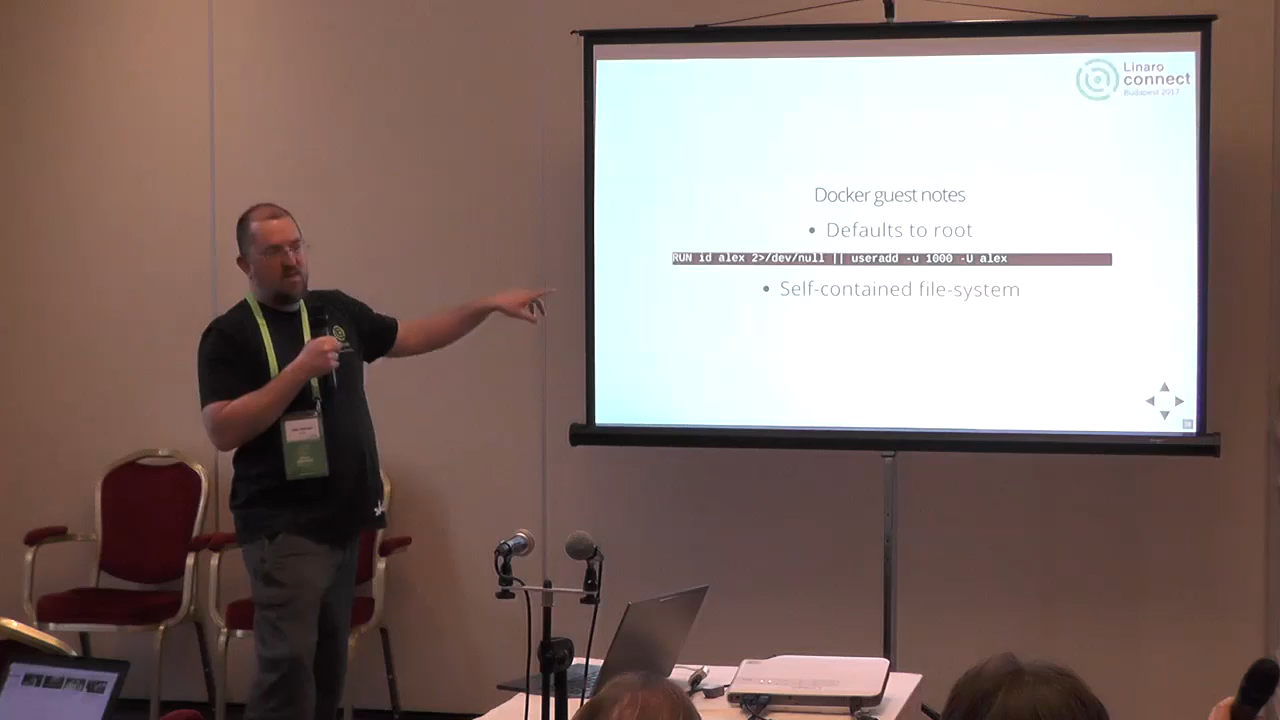 Linaro
connect
Budapest 2017
Docker guest notes
• Defaults to root
RUN id alex 2>/dev/null || useradd -u 1000 -U alex
• Self-contained file-system